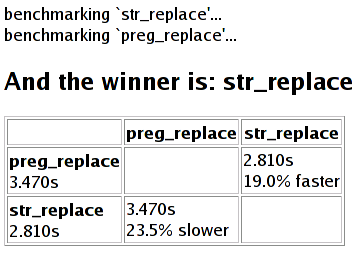 benchmarking `str_replace'...
benchmarking `preg_replace'...
And the winner is: str_replace
preg_replace str_replace
preg_replace
3.470s
2.810s
19.0% faster
str_replace
2.810s
3.470s
23.5% slower